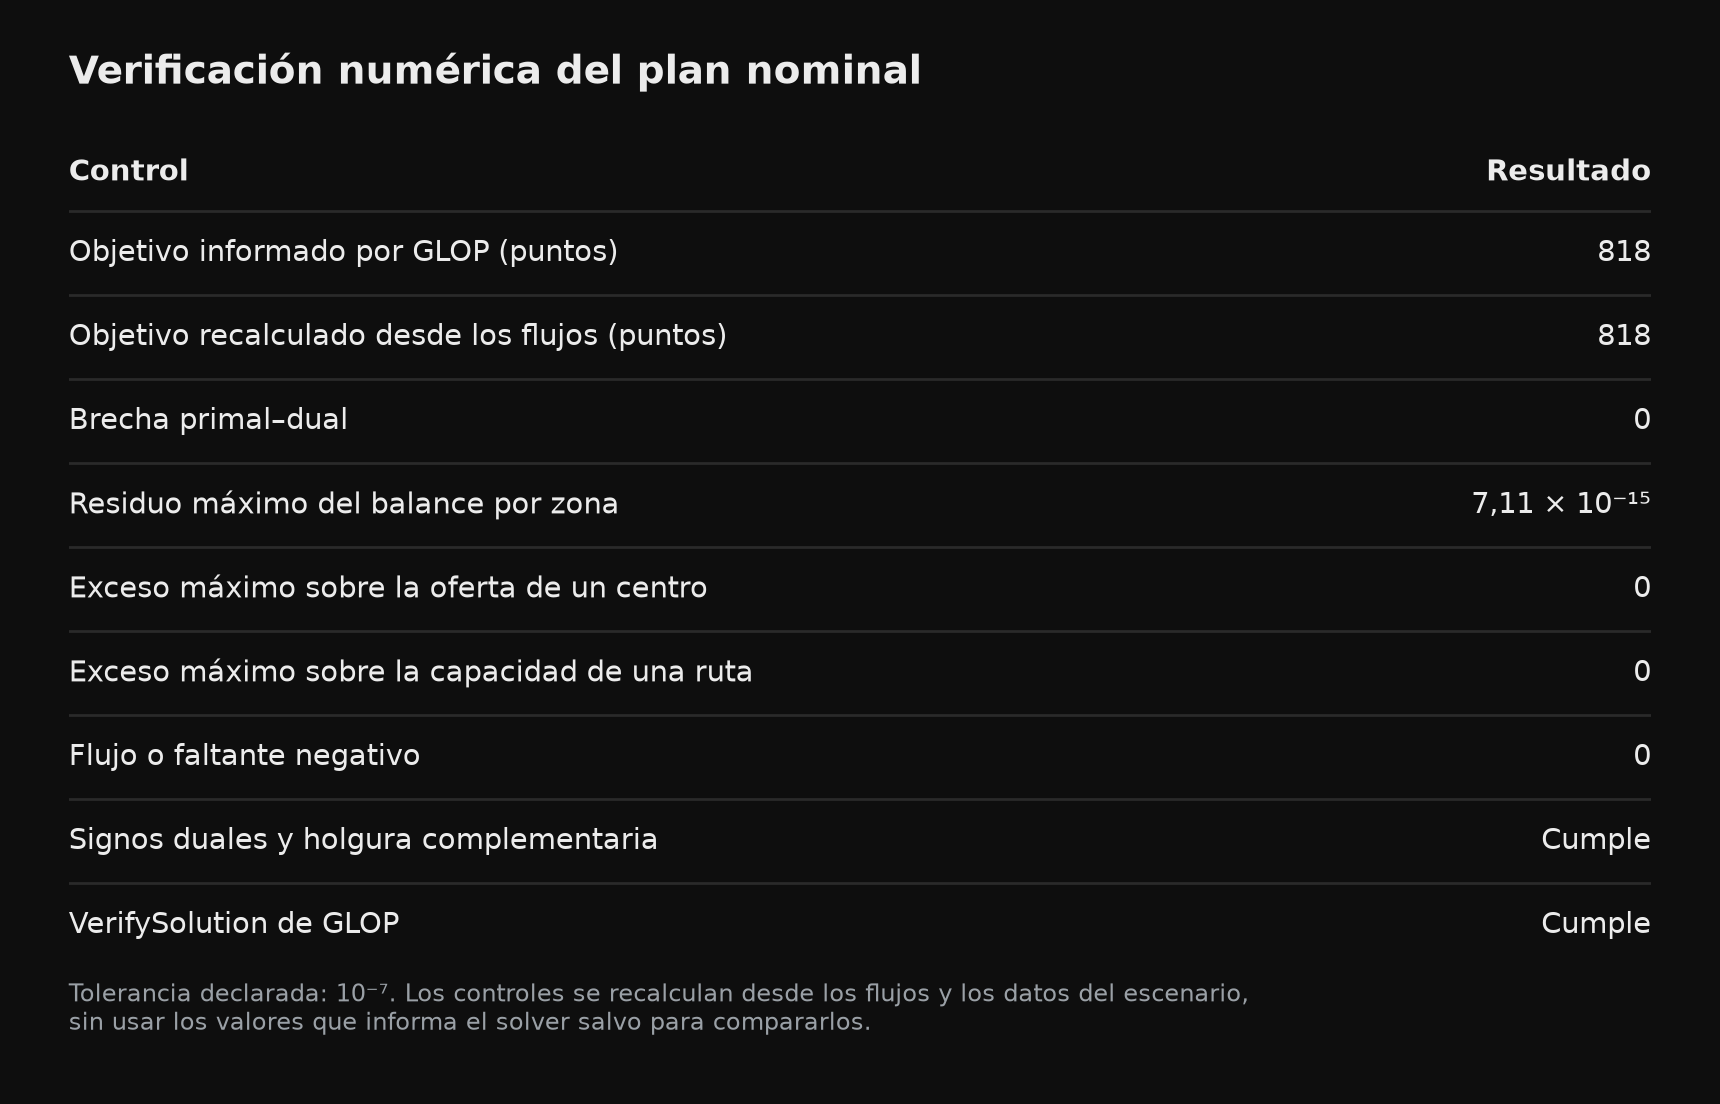 Verificación numérica del plan nominal
Control Resultado
Objetivo informado por GLOP (puntos) 818
Objetivo recalculado desde los flujos (puntos) 818
Brecha primal–dual 0
Residuo máximo del balance por zona 7,11 × 10⁻¹⁵
Exceso máximo sobre la oferta de un centro 0
Exceso máximo sobre la capacidad de una ruta 0
Flujo o faltante negativo 0
Signos duales y holgura complementaria Cumple
VerifySolution de GLOP Cumple
Tolerancia declarada: 10⁻⁷. Los controles se recalculan desde los flujos y los datos del escenario,
sin usar los valores que informa el solver salvo para compararlos.